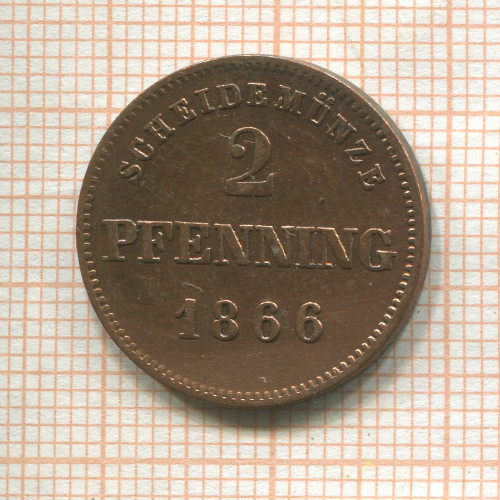 SCHEIDEMÜNZE
2
PFENNING
1866